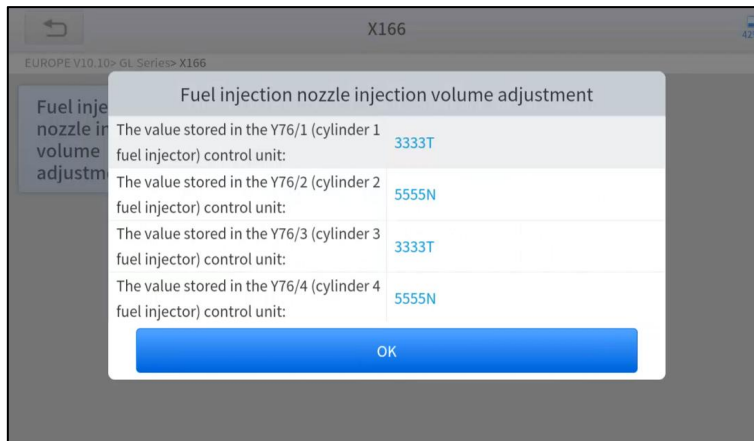 X166
EUROPE V10.10> GL Series> X166
Fuel injection nozzle injection volume adjustment
Fuel inje
nozzle in
volume
adjustm
The value stored in the Y76/1 (cylinder 1
fuel injector) control unit:
3333T
The value stored in the Y76/2 (cylinder 2
fuel injector) control unit:
5555N
The value stored in the Y76/3 (cylinder 3
fuel injector) control unit:
3333T
The value stored in the Y76/4 (cylinder 4
fuel injector) control unit:
5555N
OK